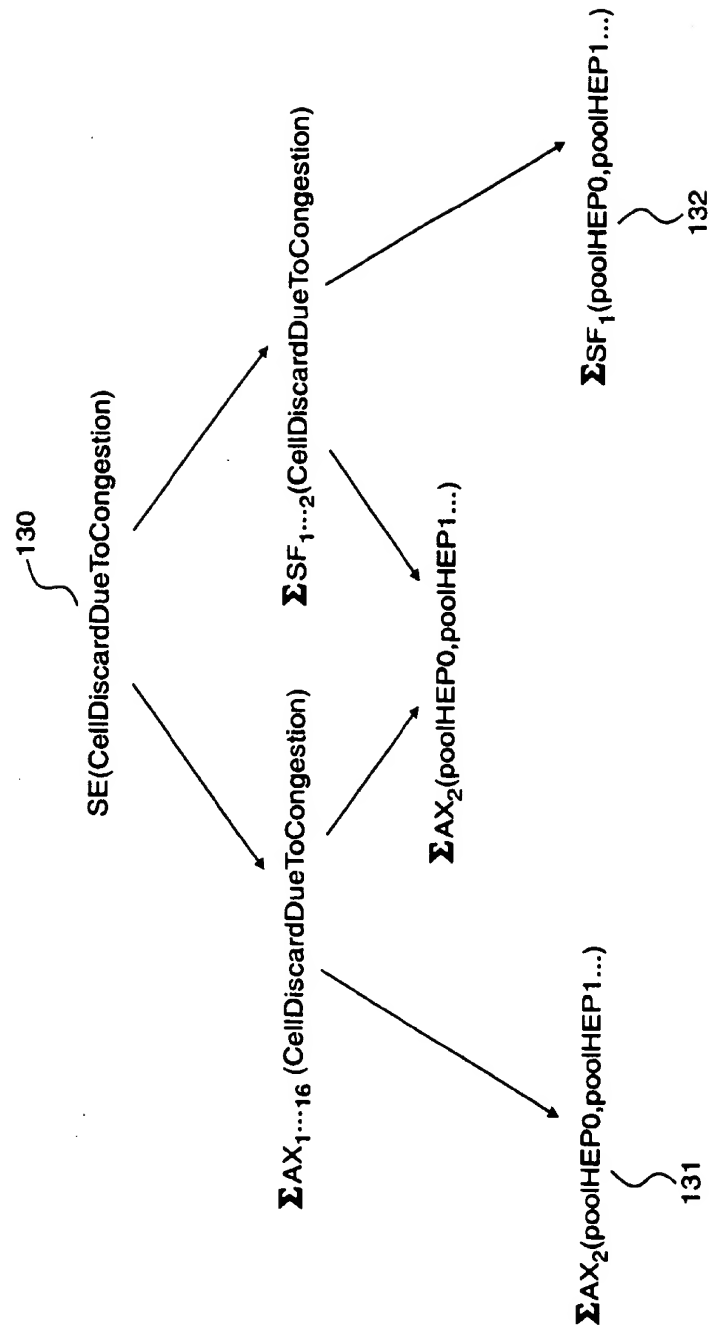 130
SE(CellDiscardDueToCongestion)
ΣAX₁...₁₆ (CellDiscardDueToCongestion)
ΣSF₁...₂(CellDiscardDueToCongestion)
ΣAX₂(poolHEP0,poolHEP1...)
ΣAX₂(poolHEP0,poolHEP1...)
131
ΣSF₁(poolHEP0,poolHEP1...)
132